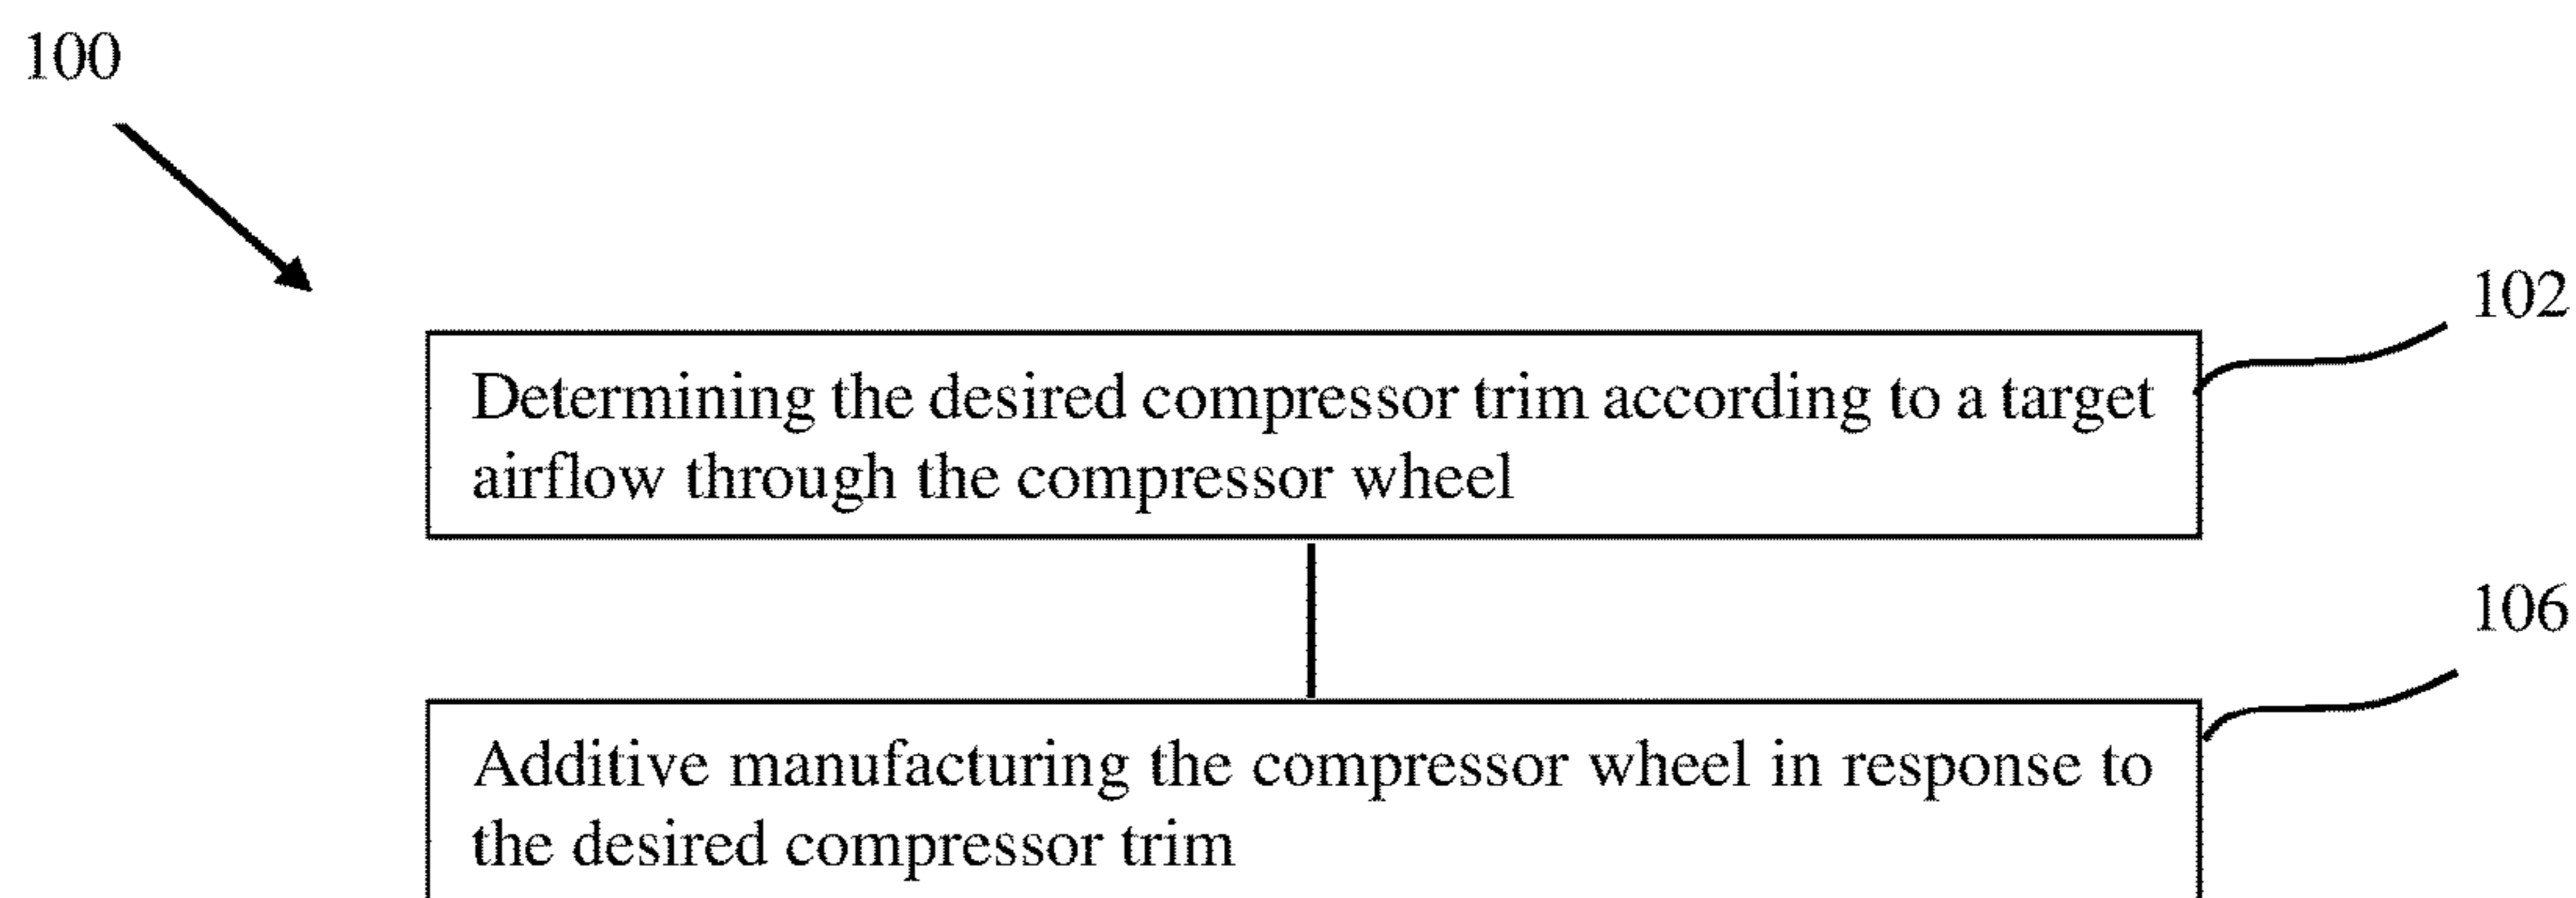 100
102
Determining the desired compressor trim according to a target
airflow through the compressor wheel
106
Additive manufacturing the compressor wheel in response to
the desired compressor trim